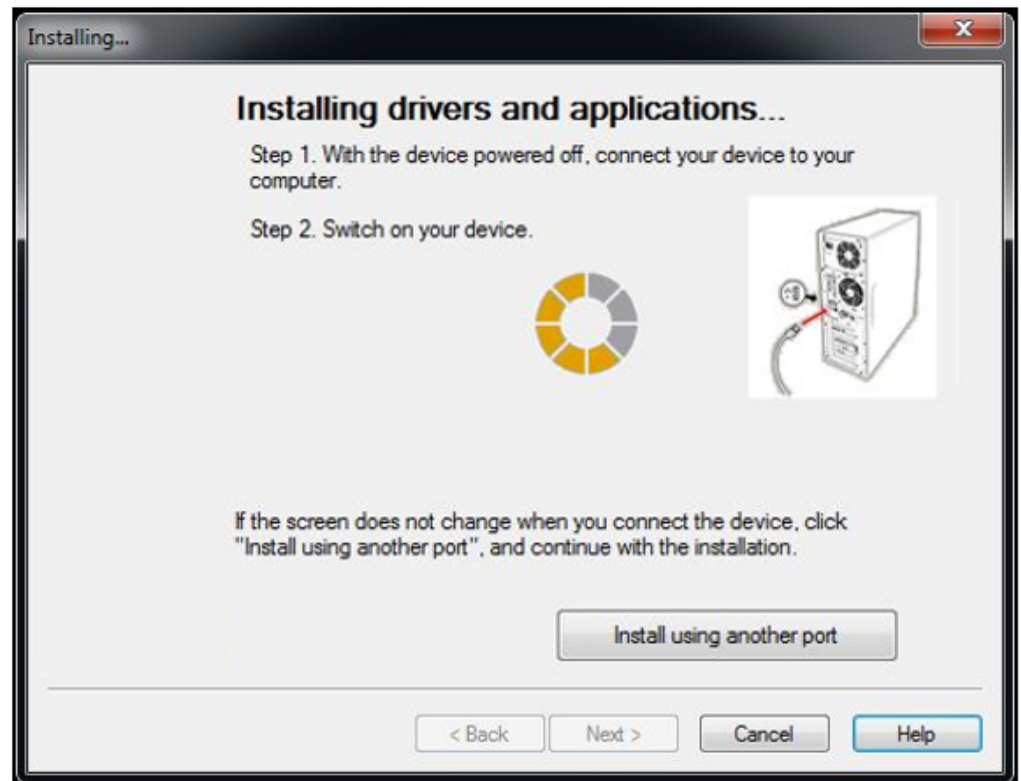 Installing...
Installing drivers and applications...
Step 1. With the device powered off, connect your device to your
computer.
Step 2. Switch on your device.
If the screen does not change when you connect the device, click
"Install using another port", and continue with the installation.
Install using another port
< Back
Next >
Cancel
Help